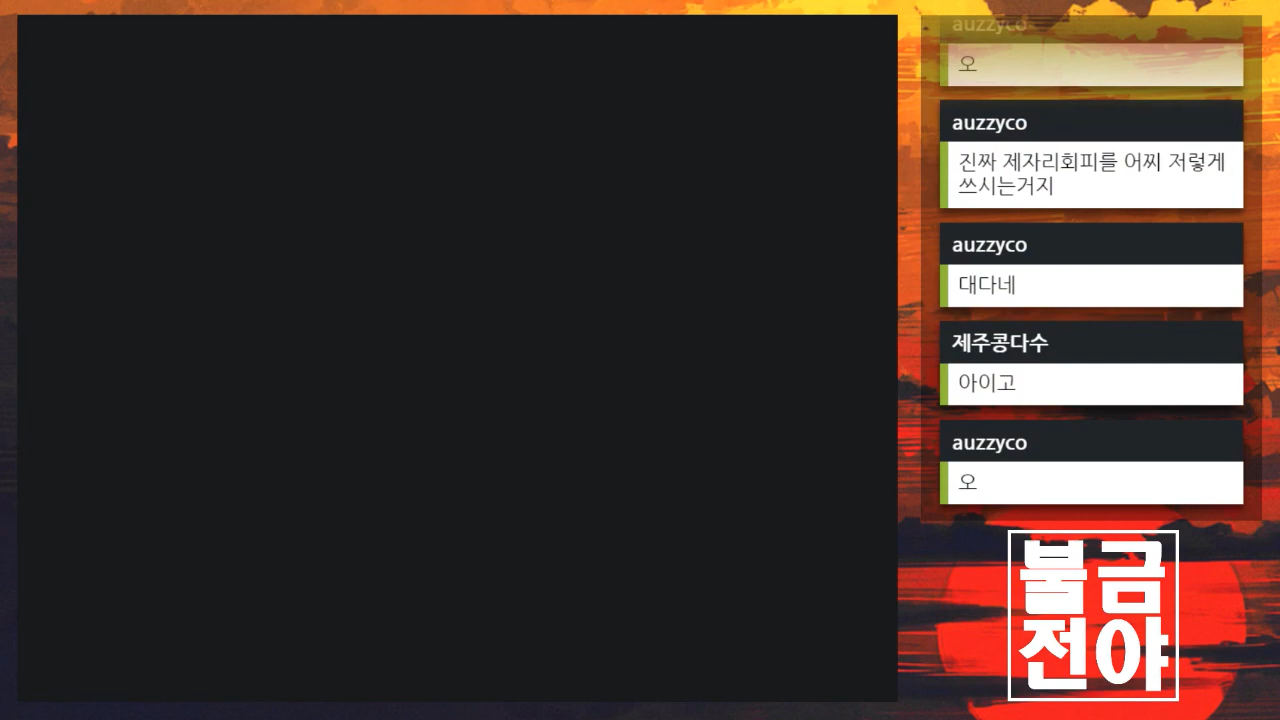 auzzyco
오
auzzyco
진짜 제자리회피를 어찌 저렇게
쓰시는거지
auzzyco
대다네
제주콩다수
아이고
auzzyco
오
불금
전야